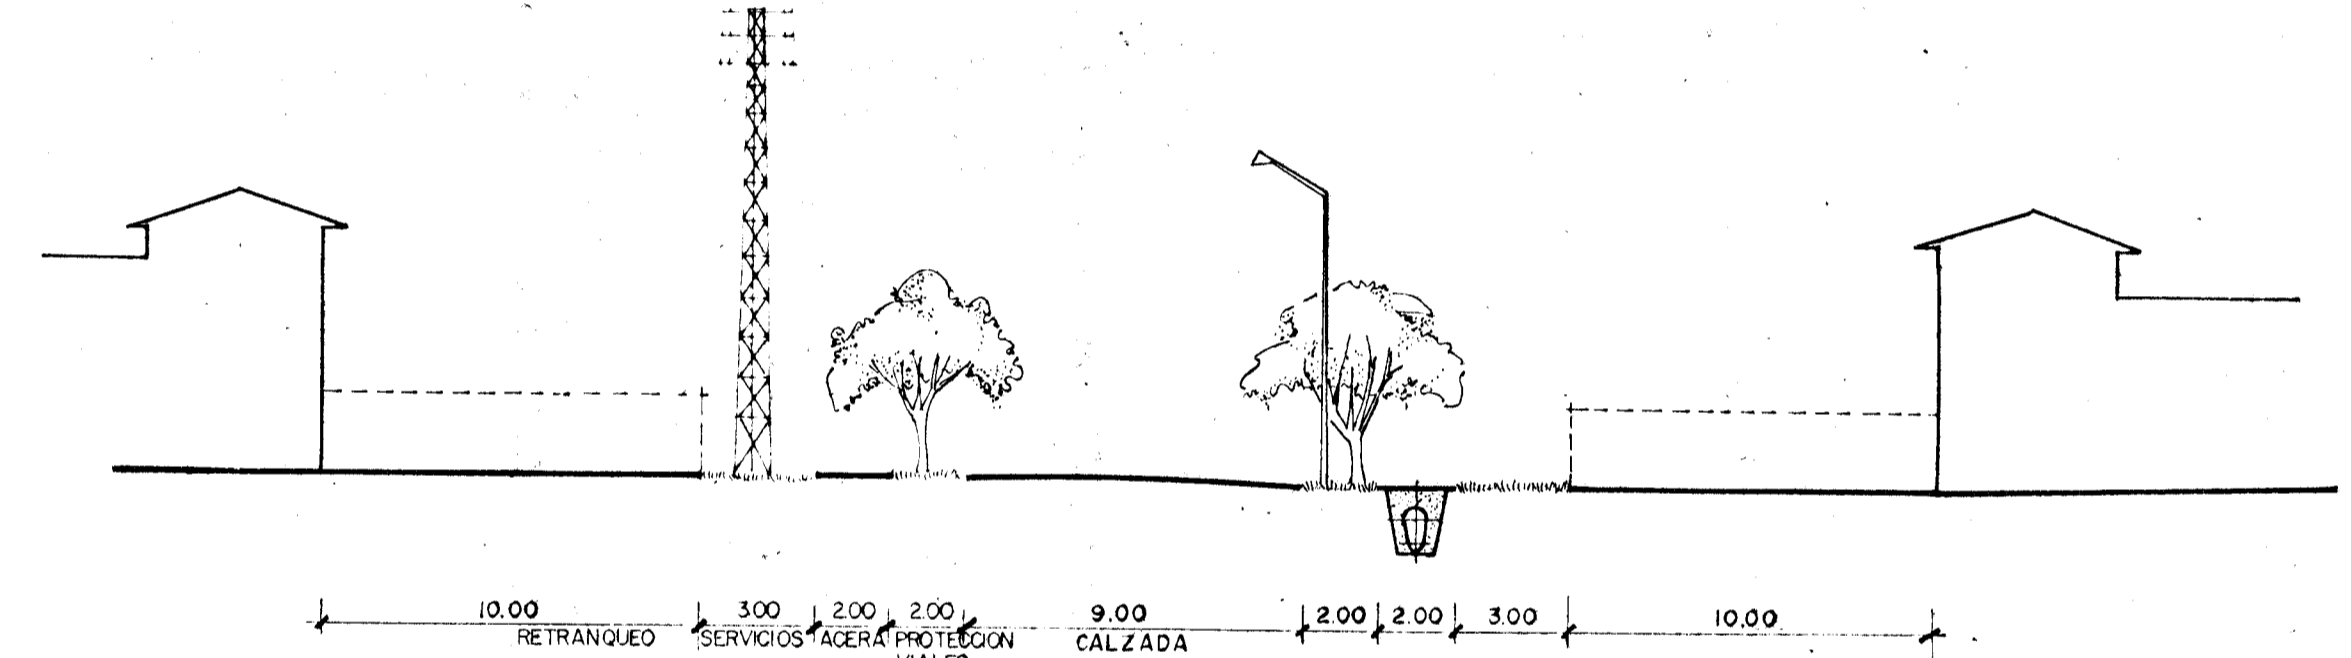 10.00 3.00 2.00 2.00 9.00 2.00 2.00 3.00 10.00
RETRANQUEO SERVICIOS ACERA PROTECCION CALZADA
VIALES